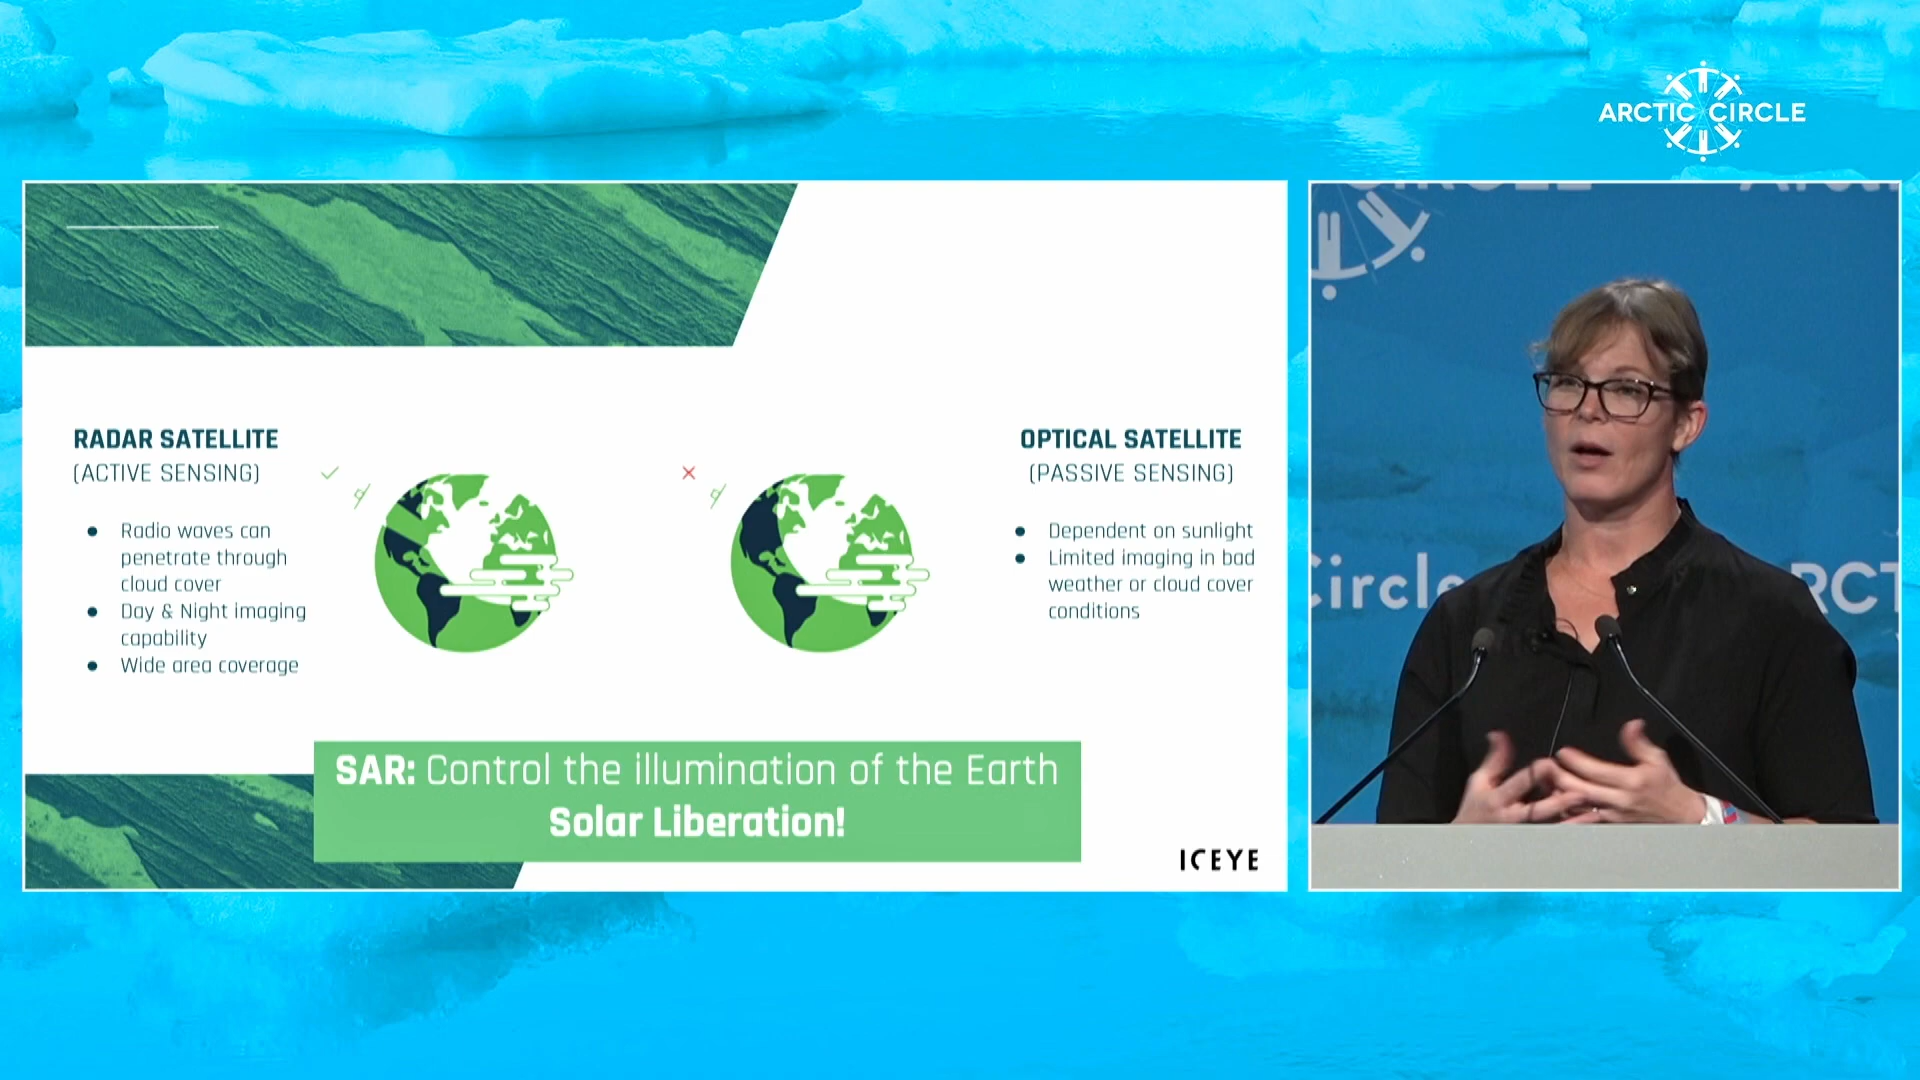 ARCTIC CIRCLE
RADAR SATELLITE
(ACTIVE SENSING)
● Radio waves can
penetrate through
cloud cover
● Day & Night imaging
capability
● Wide area coverage
OPTICAL SATELLITE
(PASSIVE SENSING)
● Dependent on sunlight
● Limited imaging in bad
weather or cloud cover
conditions
SAR: Control the illumination of the Earth
Solar Liberation!
ICEYE
Circle
ARCT